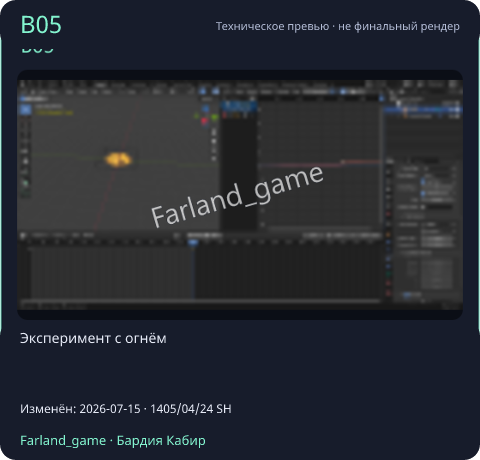 B05
Техническое превью · не финальный рендер
B05
Farland_game
Эксперимент с огнём
Изменён: 2026-07-15 · 1405/04/24 SH
Farland_game · Бардия Кабир